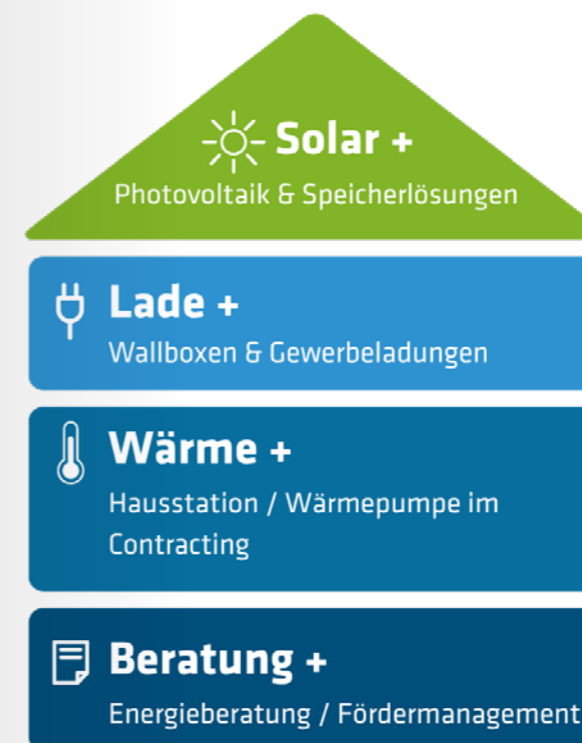 Solar +
Photovoltaik & Speicherlösungen
Lade +
Wallboxen & Gewerbeladungen
Wärme +
Hausstation / Wärmepumpe im
Contracting
Beratung +
Energieberatung / Fördermanagement